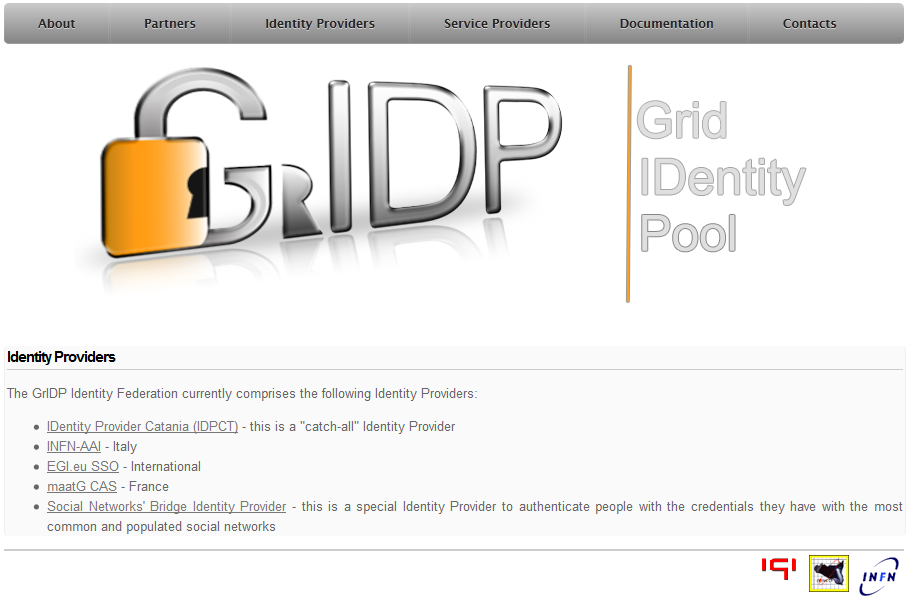 About Partners Identity Providers Service Providers Documentation Contacts
GrIDP
Grid
IDentity
Pool
Identity Providers
The GrIDP Identity Federation currently comprises the following Identity Providers:
IDentity Provider Catania (IDPCT) - this is a "catch-all" Identity Provider
INFN-AAI - Italy
EGI.eu SSO - International
maatG CAS - France
Social Networks' Bridge Identity Provider - this is a special Identity Provider to authenticate people with the credentials they have with the most
common and populated social networks
INFN